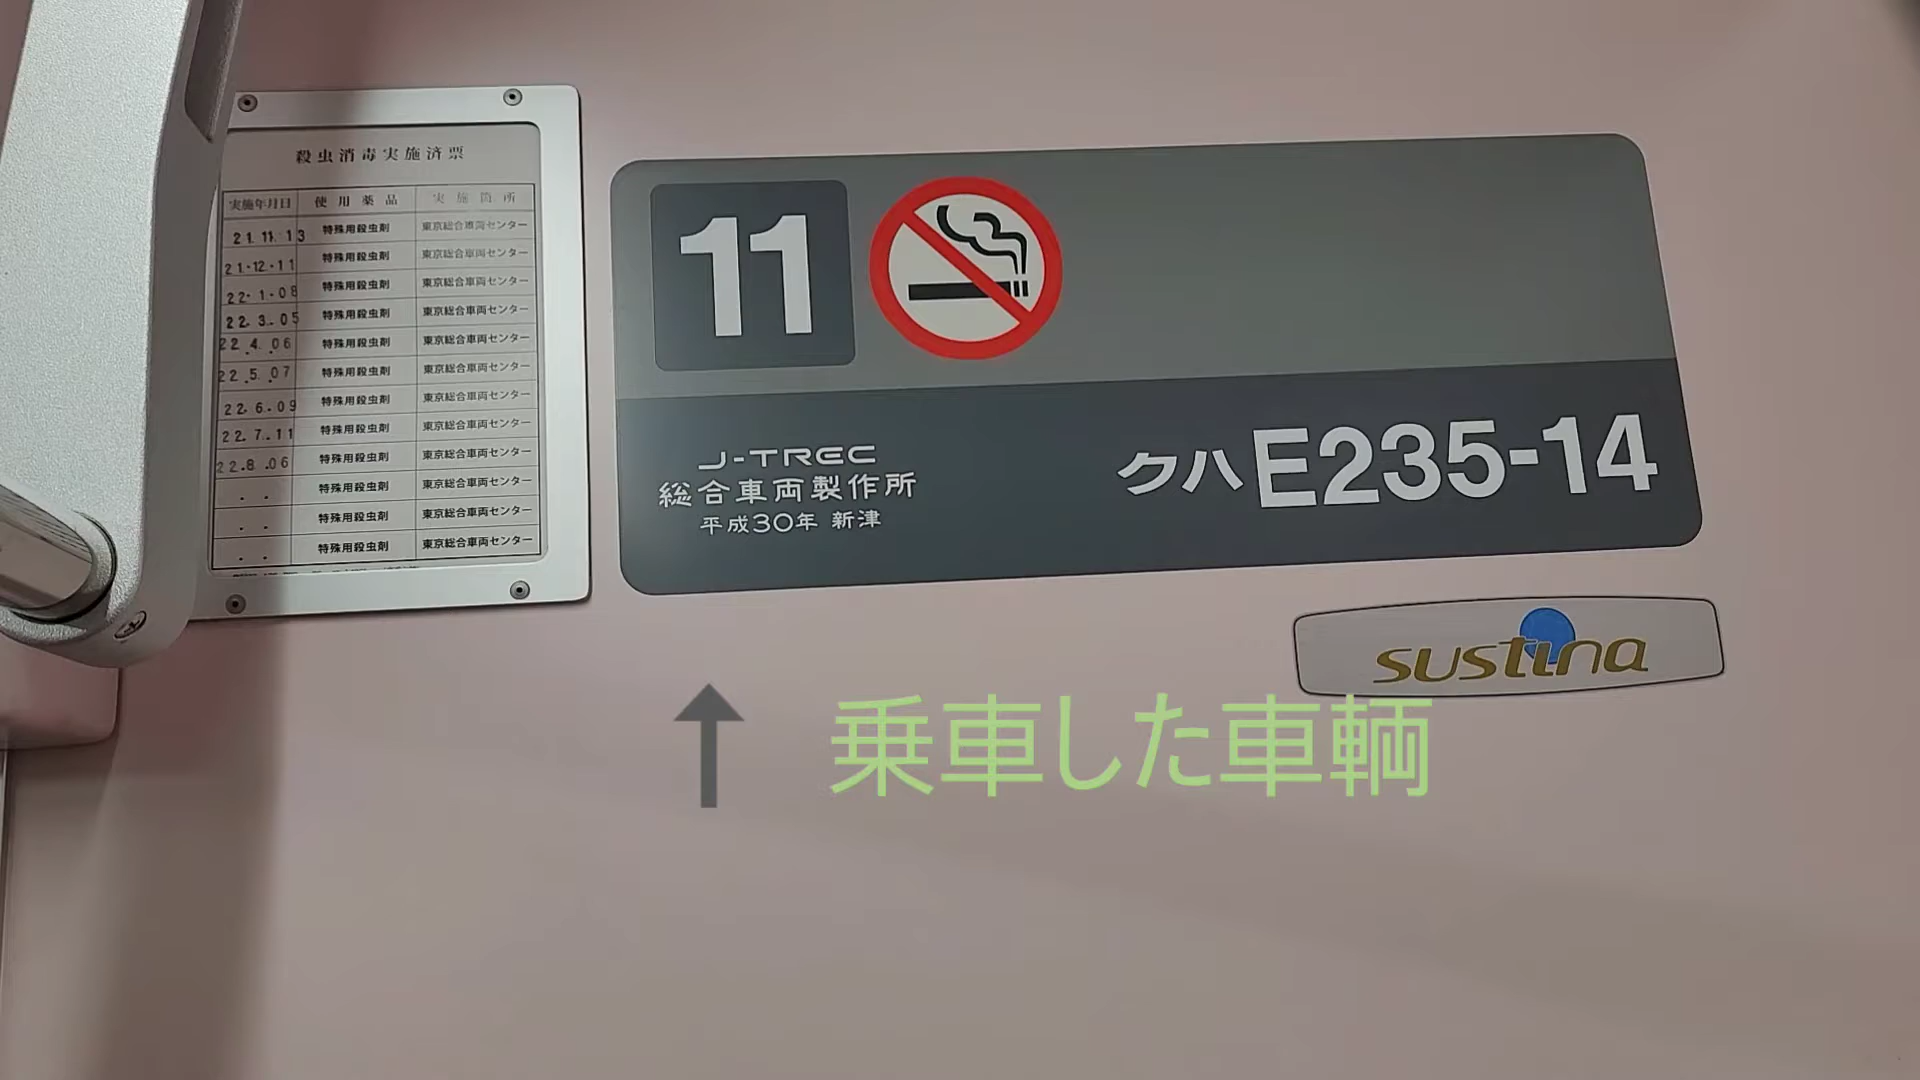 殺虫消毒実施済票
実施年月日 使用薬品 実施箇所
21.11.13 特殊用殺虫剤 東京総合車両センター
21.12.11 特殊用殺虫剤 東京総合車両センター
22.1.08 特殊用殺虫剤 東京総合車両センター
22.3.05 特殊用殺虫剤 東京総合車両センター
22.4.06 特殊用殺虫剤 東京総合車両センター
22.5.07 特殊用殺虫剤 東京総合車両センター
22.6.09 特殊用殺虫剤 東京総合車両センター
22.7.11 特殊用殺虫剤 東京総合車両センター
22.8.06 特殊用殺虫剤 東京総合車両センター
. . 特殊用殺虫剤 東京総合車両センター
. . 特殊用殺虫剤 東京総合車両センター
. . 特殊用殺虫剤 東京総合車両センター
11
J-TREC
総合車両製作所
平成30年 新津
クハE235-14
sustina
↑ 乗車した車輌